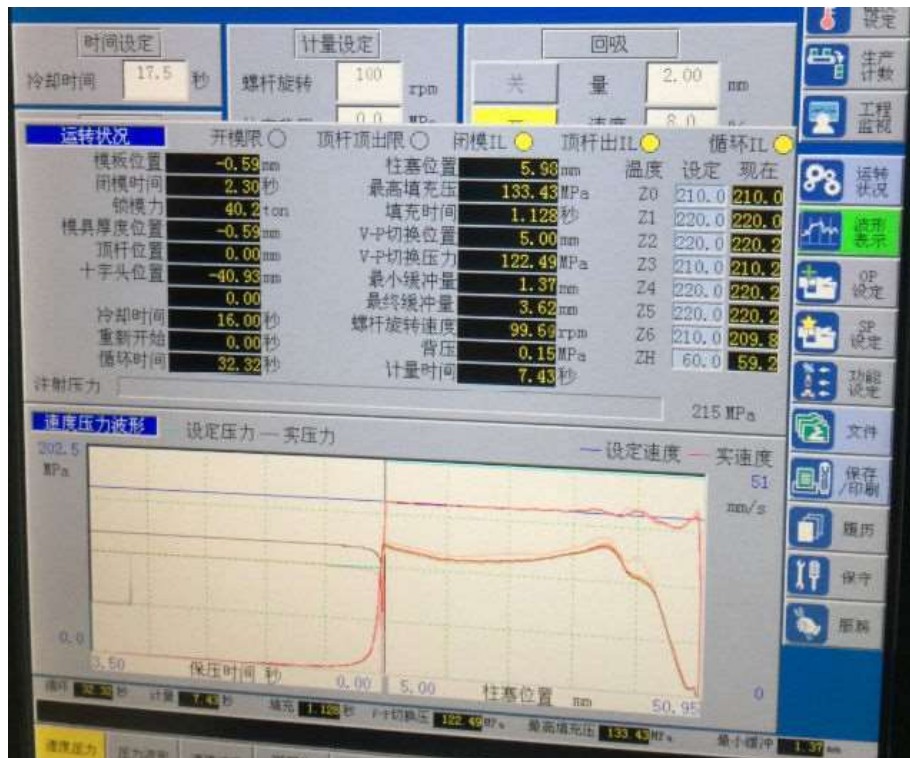 时间设定 计量设定 回吸 设定
冷却时间 17.5 秒 螺杆旋转 100 rpm 关 量 2.00 mm
生产计数
0.0 MPa 速度 8.0
工程监视
运转状况 开模限 顶杆顶出限 闭模IL 顶杆出IL 循环IL
模板位置 -0.59 mm 柱塞位置 5.98 mm 温度 设定 现在
闭模时间 2.30 秒 最高填充压 133.43 MPa Z0 210.0 210.0
锁模力 40.2 ton 填充时间 1.128 秒 Z1 220.0 220.0
模具厚度位置 -0.59 mm V-P切换位置 5.00 mm Z2 220.0 220.2
顶杆位置 0.00 mm V-P切换压力 122.49 MPa Z3 210.0 210.2
十字头位置 -40.93 mm 最小缓冲量 1.37 mm Z4 220.0 220.2
0.00 最终缓冲量 3.62 mm Z5 220.0 220.2
冷却时间 16.00 秒 螺杆旋转速度 99.69 rpm Z6 210.0 209.8
重新开始 0.00 秒 背压 0.15 MPa ZH 60.0 59.2
循环时间 32.32 秒 计量时间 7.43 秒
注射压力 215 MPa
运转状况
波形表示
OP设定
SP设定
功能设定
文件
保存/印刷
履历
保守
速度压力波形 设定压力 实压力 设定速度 实速度
202.5 51
MPa mm/s
0.0 0
3.50 保压时间 秒 0.00 5.00 柱塞位置 mm 50.95
循环 32.32 秒 计量 7.43 秒 填充 1.128 秒 V-P切换压 122.49 MPa 最高填充压 133.43 MPa 最小缓冲 1.37 mm
速度压力 压力波形